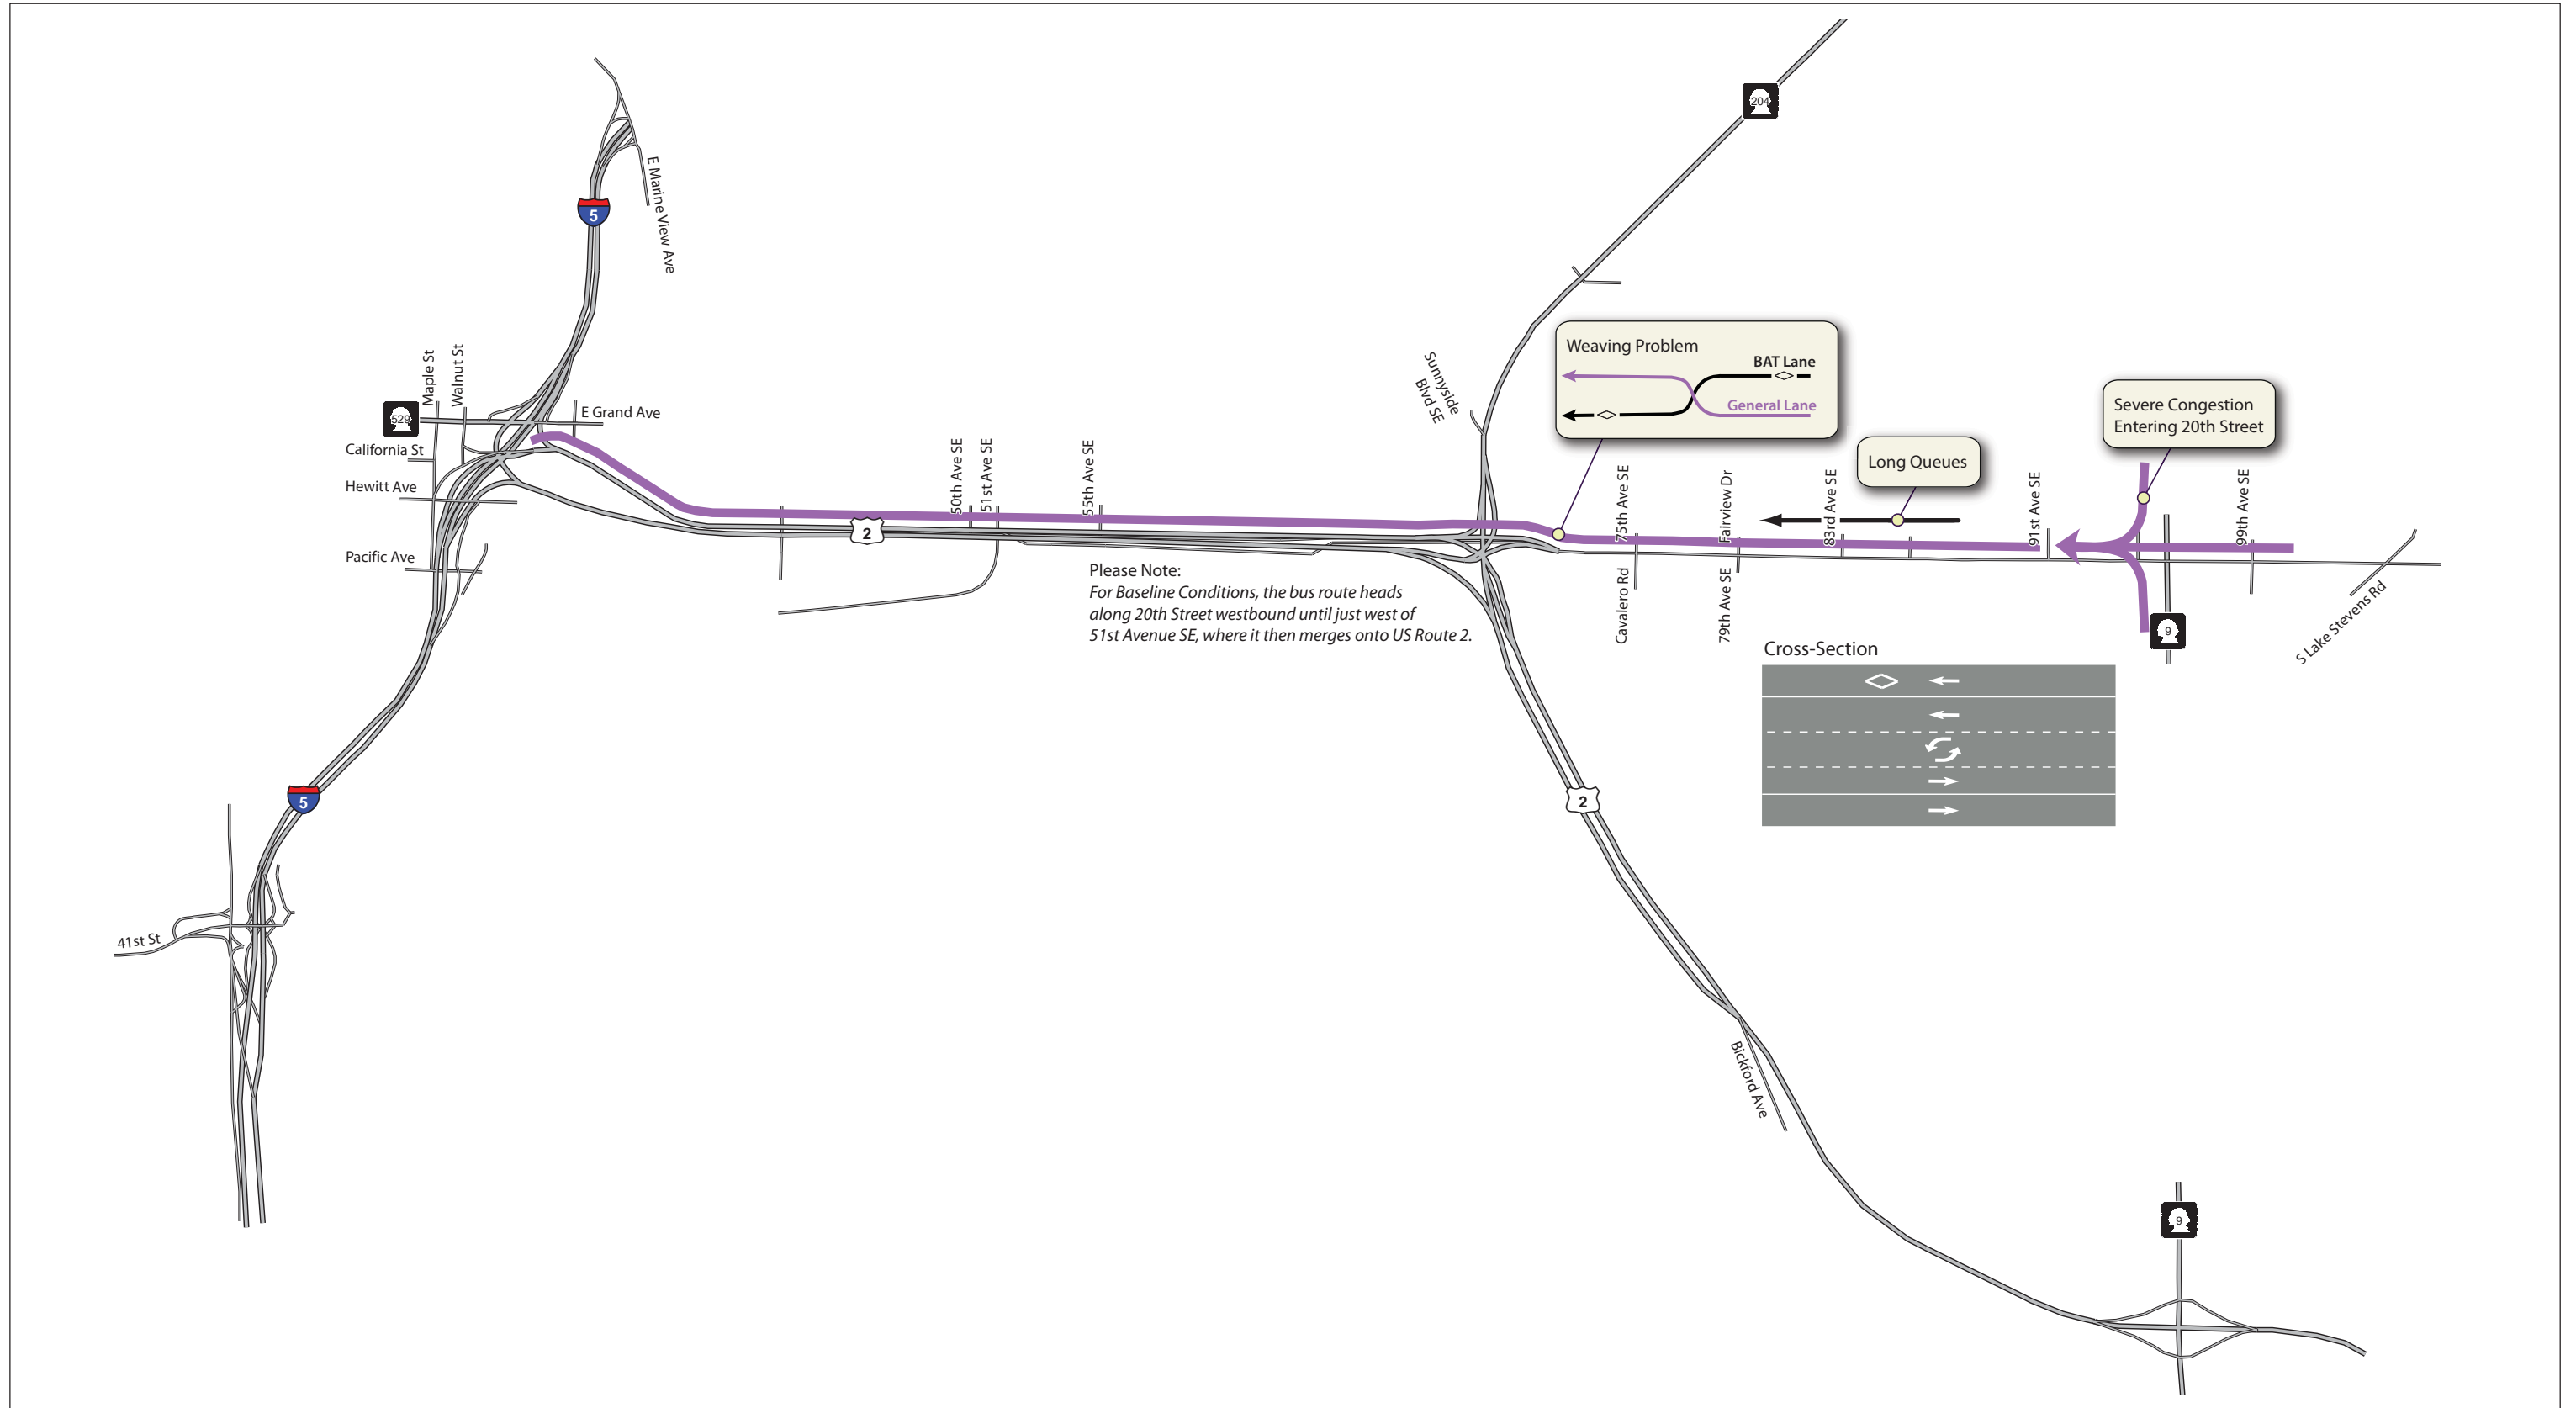 204
E Marine View Ave
5
Maple St
Walnut St
529
E Grand Ave
California St
Hewitt Ave
Pacific Ave
2
50th Ave SE
51st Ave SE
55th Ave SE
Please Note:
For Baseline Conditions, the bus route heads
along 20th Street westbound until just west of
51st Avenue SE, where it then merges onto US Route 2.
Sunnyside
Blvd SE
Weaving Problem
BAT Lane
General Lane
Long Queues
Severe Congestion
Entering 20th Street
75th Ave SE
Fairview Dr
83rd Ave SE
91st Ave SE
99th Ave SE
Cavalero Rd
79th Ave SE
9
S Lake Stevens Rd
Cross-Section
5
2
41st St
Bickford Ave
9